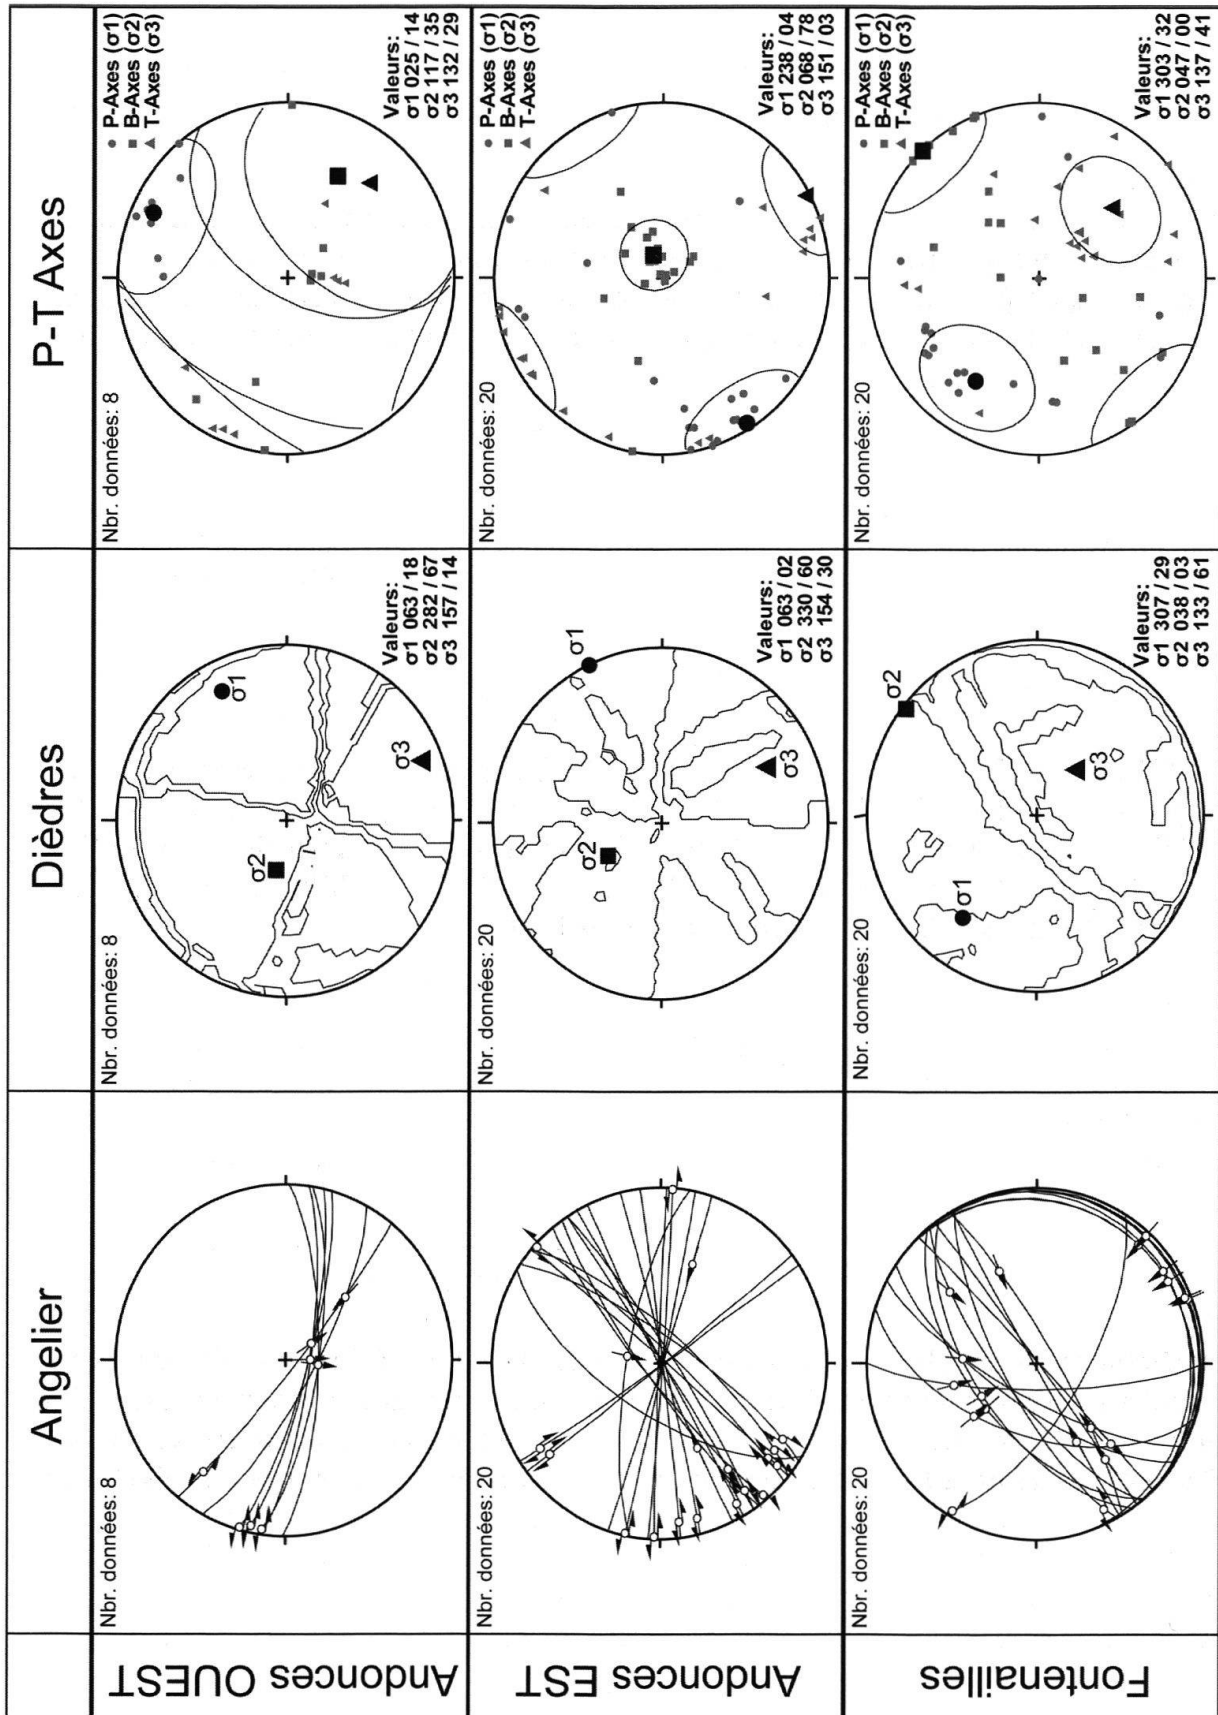 Angelier
Dièdres
P-T Axes
Andonces OUEST
Nbr. données: 8
Nbr. données: 8
σ1
σ2
σ3
Valeurs:
σ1 063 / 18
σ2 282 / 67
σ3 157 / 14
Nbr. données: 8
P-Axes (σ1)
B-Axes (σ2)
T-Axes (σ3)
Valeurs:
σ1 025 / 14
σ2 117 / 35
σ3 132 / 29
Andonces EST
Nbr. données: 20
Nbr. données: 20
σ1
σ2
σ3
Valeurs:
σ1 063 / 02
σ2 330 / 60
σ3 154 / 30
Nbr. données: 20
P-Axes (σ1)
B-Axes (σ2)
T-Axes (σ3)
Valeurs:
σ1 238 / 04
σ2 068 / 78
σ3 151 / 03
Fontenailles
Nbr. données: 20
Nbr. données: 20
σ2
σ1
σ3
Valeurs:
σ1 307 / 29
σ2 038 / 03
σ3 133 / 61
Nbr. données: 20
P-Axes (σ1)
B-Axes (σ2)
T-Axes (σ3)
Valeurs:
σ1 303 / 32
σ2 047 / 00
σ3 137 / 41